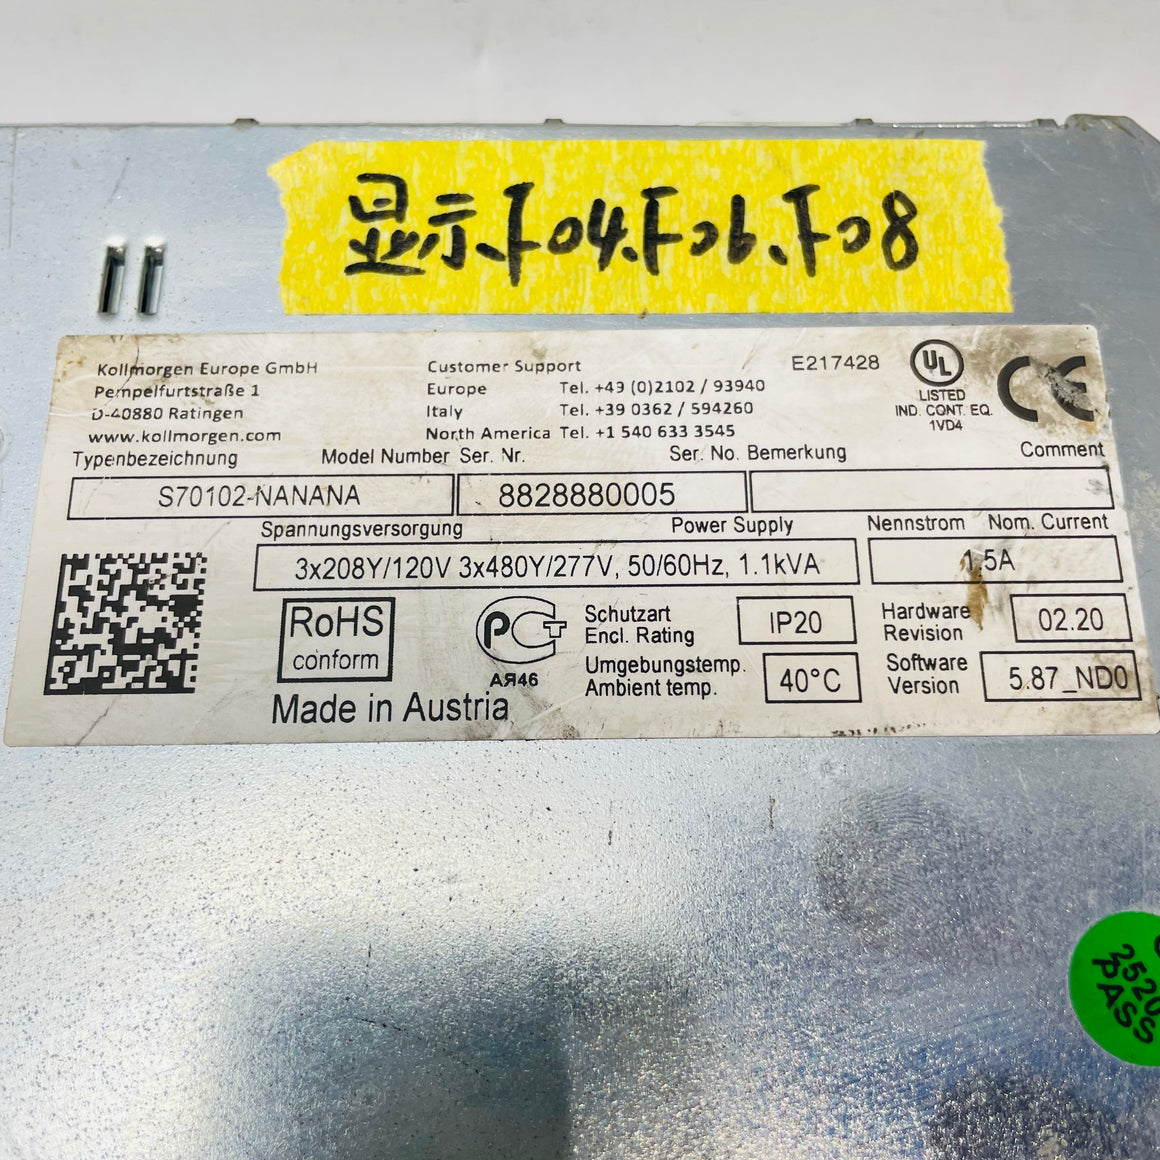 显示、F04、F06、F08
Kollmorgen Europe GmbH
Pempelfurtstraße 1
D-40880 Ratingen
www.kollmorgen.com
Customer Support
Europe Tel. +49 (0)2102 / 93940
Italy Tel. +39 0362 / 594260
North America Tel. +1 540 633 3545
E217428
UL
LISTED
IND. CONT. EQ.
1VD4
CE
Typenbezeichnung Model Number Ser. Nr. Ser. No. Bemerkung Comment
S70102-NANANA 8828880005
Spannungsversorgung Power Supply Nennstrom Nom. Current
3x208Y/120V 3x480Y/277V, 50/60Hz, 1.1kVA 1.5A
RoHS
conform
PCT
АЯ46
Schutzart
Encl. Rating
IP20
Hardware
Revision
02.20
Umgebungstemp.
Ambient temp.
40°C
Software
Version
5.87_ND0
Made in Austria
PASS